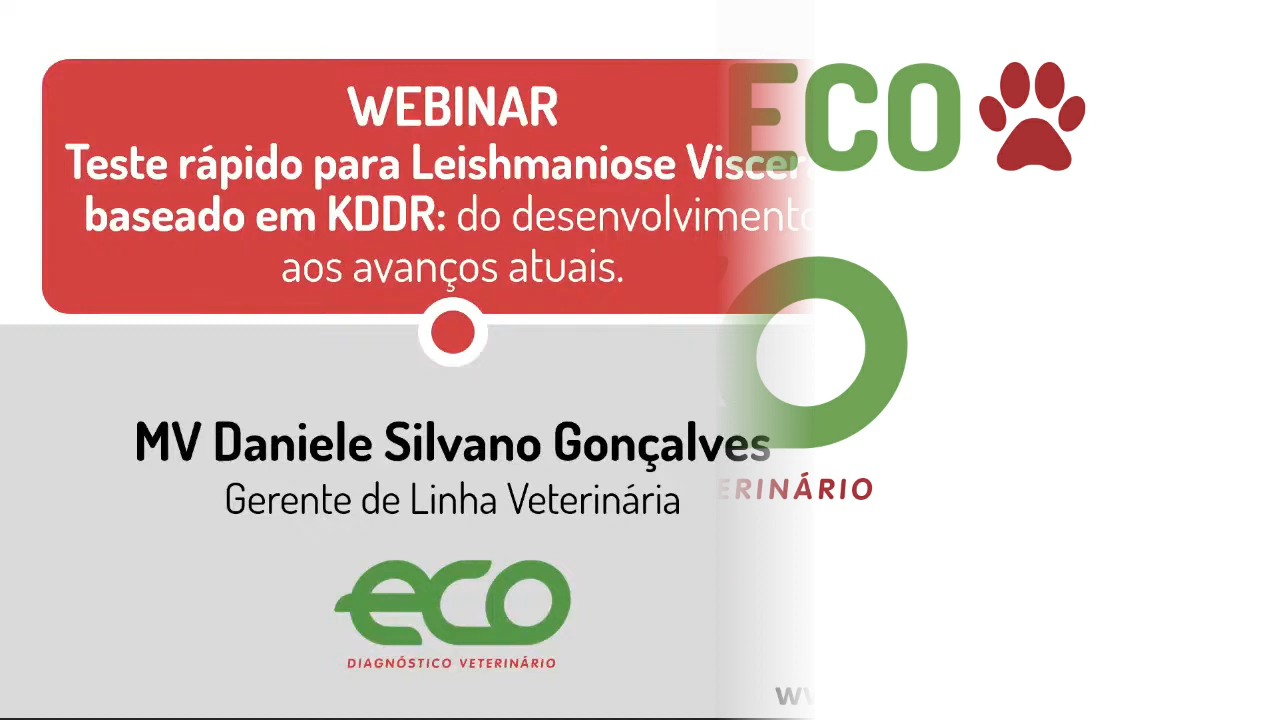 WEBINAR
Teste rápido para Leishmaniose
baseado em KDDR: do desenvolvimento
aos avanços atuais.
ECO
MV Daniele Silvano Gonçalves
Gerente de Linha Veterinária
eco
DIAGNÓSTICO VETERINÁRIO